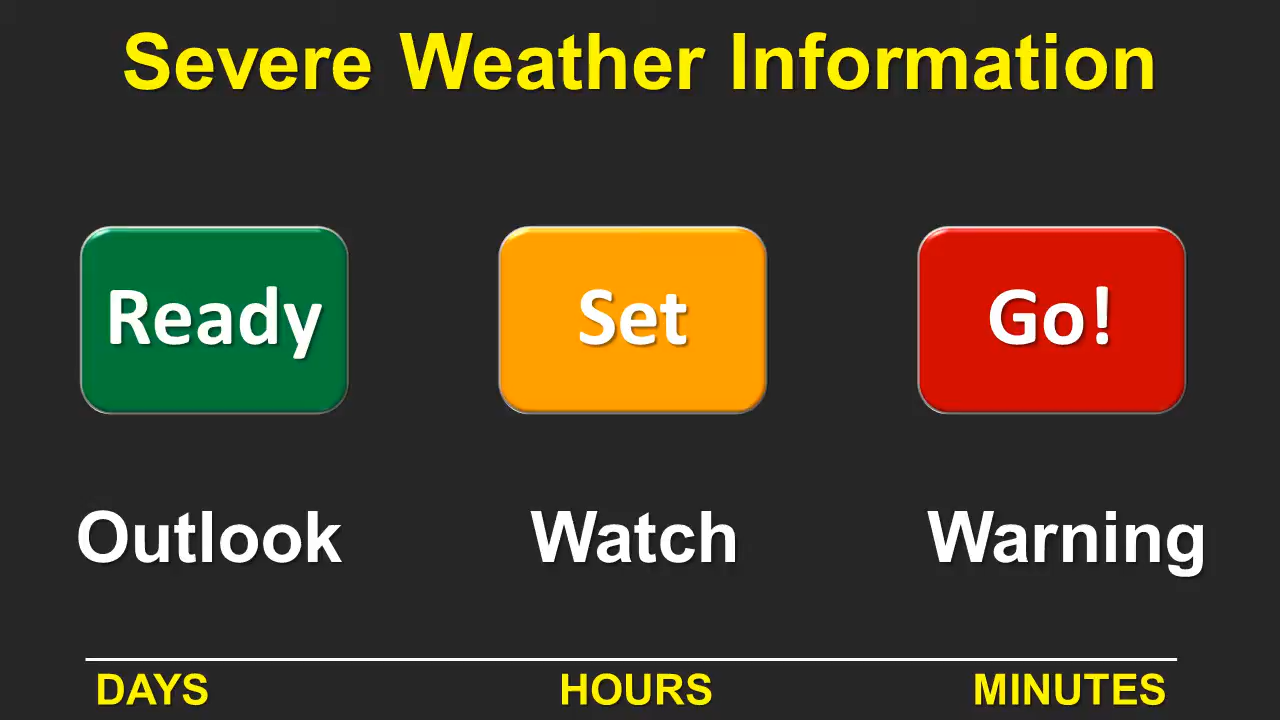 Severe Weather Information
Ready Set Go!
Outlook Watch Warning
DAYS HOURS MINUTES